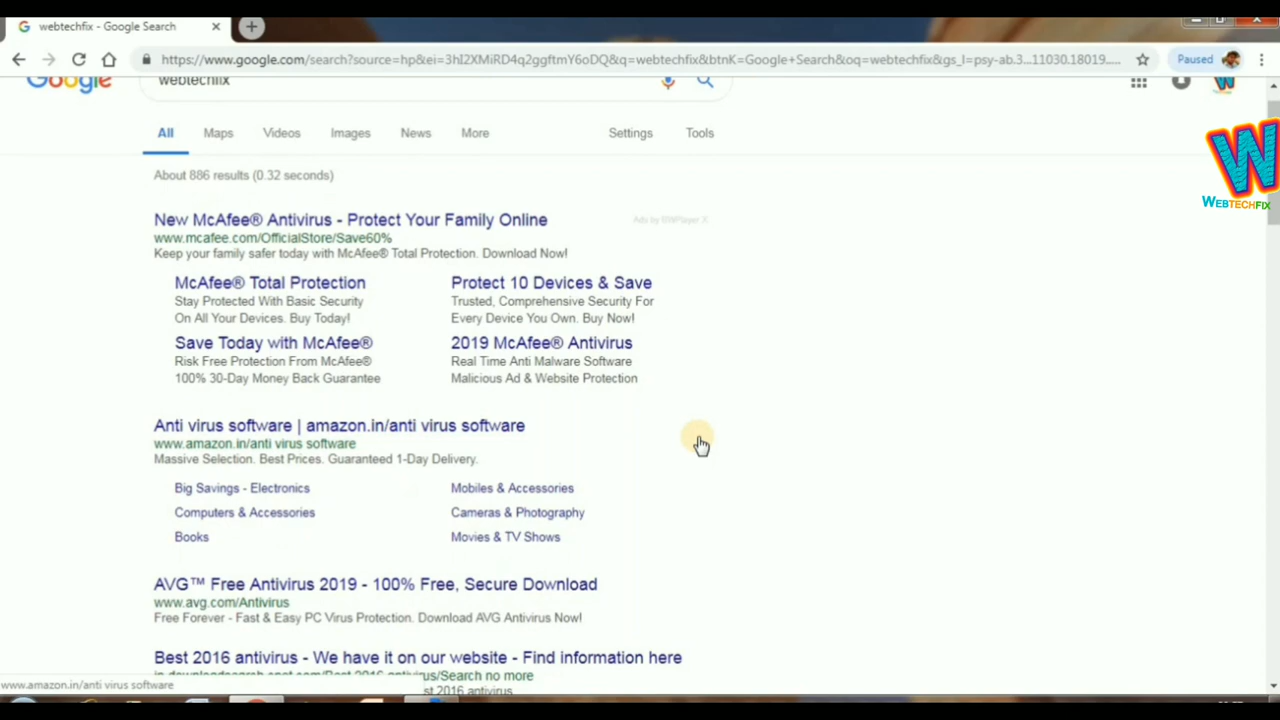 webtechfix - Google Search
https://www.google.com/search?source=hp&ei=3hI2XMiRD4q2ggftmY6oDQ&q=webtechfix&btnK=Google+Search&oq=webtechfix&gs_l=psy-ab.3...11030.18019...
Paused
Google
webtechfix
All Maps Videos Images News More Settings Tools
About 886 results (0.32 seconds)
W
WEBTECHFIX
New McAfee® Antivirus - Protect Your Family Online
Ads by BWPlayer X
www.mcafee.com/OfficialStore/Save60%
Keep your family safer today with McAfee® Total Protection. Download Now!
McAfee® Total Protection
Stay Protected With Basic Security
On All Your Devices. Buy Today!
Protect 10 Devices & Save
Trusted, Comprehensive Security For
Every Device You Own. Buy Now!
Save Today with McAfee®
Risk Free Protection From McAfee®
100% 30-Day Money Back Guarantee
2019 McAfee® Antivirus
Real Time Anti Malware Software
Malicious Ad & Website Protection
Anti virus software | amazon.in/anti virus software
www.amazon.in/anti virus software
Massive Selection. Best Prices. Guaranteed 1-Day Delivery.
Big Savings - Electronics
Mobiles & Accessories
Computers & Accessories
Cameras & Photography
Books
Movies & TV Shows
AVG™ Free Antivirus 2019 - 100% Free, Secure Download
www.avg.com/Antivirus
Free Forever - Fast & Easy PC Virus Protection. Download AVG Antivirus Now!
Best 2016 antivirus - We have it on our website - Find information here
antivirus/Search no more
st 2016 antivirus
www.amazon.in/anti virus software